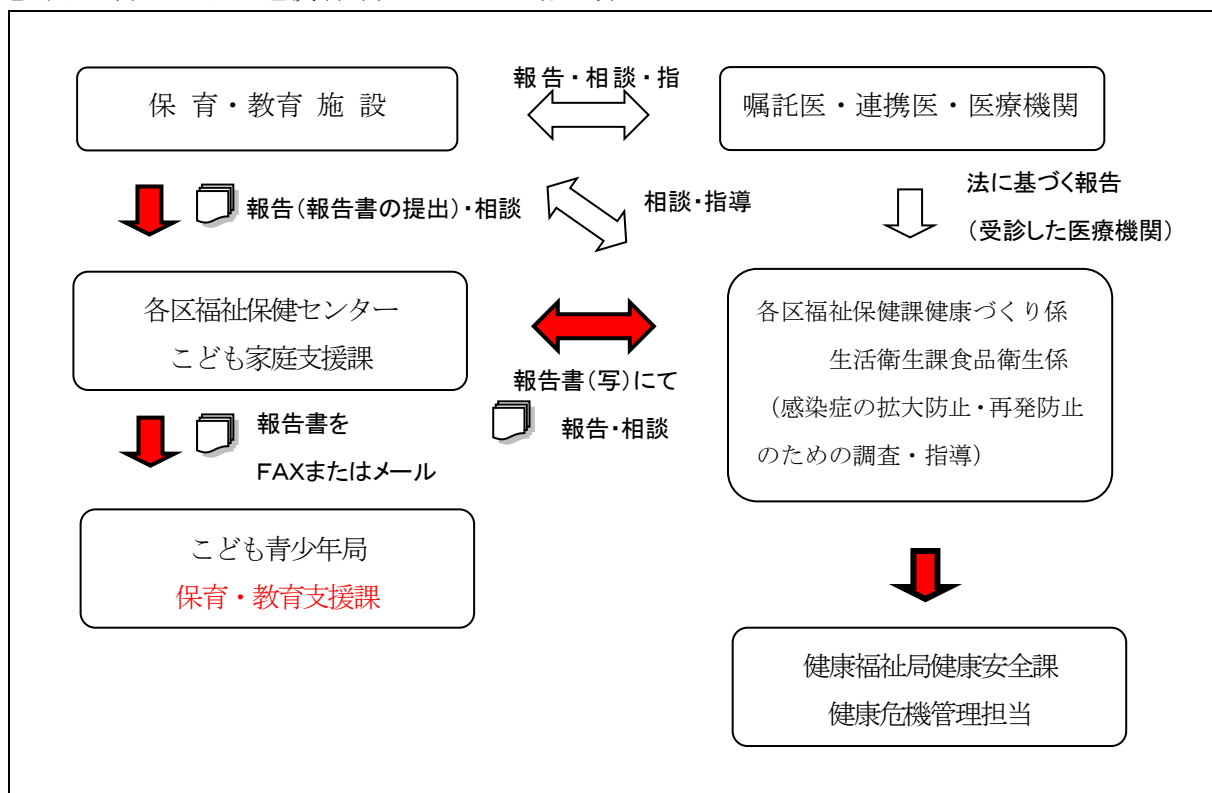 報告・相談・指
保 育・教育 施 設
嘱託医・連携医・医療機関
報告(報告書の提出)・相談
相談・指導
法に基づく報告
(受診した医療機関)
各区福祉保健センター
こども家庭支援課
各区福祉保健課健康づくり係
生活衛生課食品衛生係
(感染症の拡大防止・再発防止
のための調査・指導)
報告書(写)にて
報告・相談
報告書を
FAXまたはメール
こども青少年局
保育・教育支援課
健康福祉局健康安全課
健康危機管理担当